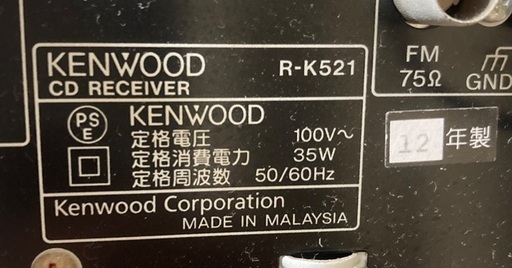 KENWOOD R-K521
CD RECEIVER
PS
E
KENWOOD
定格電圧 100V~
定格消費電力 35W
定格周波数 50/60Hz
Kenwood Corporation
MADE IN MALAYSIA
FM
75Ω
GND
12 年製